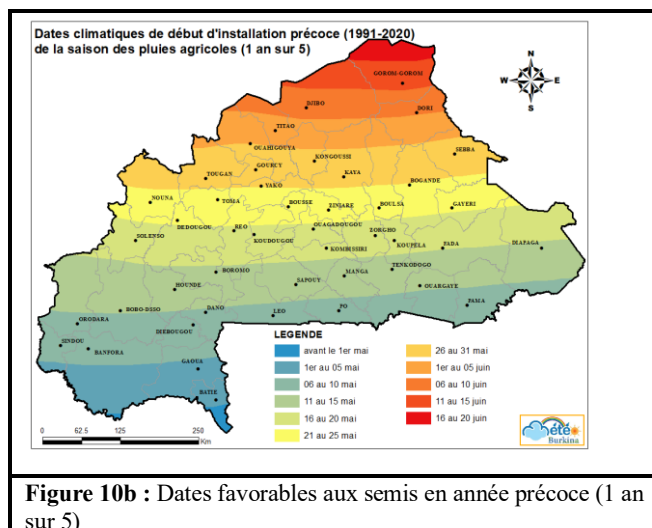 Dates climatiques de début d'installation précoce (1991-2020)
de la saison des pluies agricoles (1 an sur 5)
N
W E
S
GOROM-GOROM
DJIBO
DORI
TITAO
OUAHIGOUYA
SEBBA
KONGOUSSI
GOURCY
TOUGAN
KAYA
YAKO
BOGANDE
NOUNA
TOMA
BOUSSE
ZINIARE
BOULSA
GAYERI
DEDOUGOU
REO
OUAGADOUGOU
ZORGHO
SOLENSO
KOUDOUGOU
KOUPELA
KOMBISSIRI
FADA
DIAPAGA
BOROMO
MANGA
TENKODOGO
HOUNDE
SAPOUY
OUARGAYE
BOBO-DISO
DANO
LEO
PO
PAMA
ORODARA
DIEBOUGOU
SINDOU
BANFORA
GAOUA
BATIE
LEGENDE
avant le 1er mai
1er au 05 mai
06 au 10 mai
11 au 15 mai
16 au 20 mai
21 au 25 mai
26 au 31 mai
1er au 05 juin
06 au 10 juin
11 au 15 juin
16 au 20 juin
0 62.5 125 250
Km
météo
Burkina
Figure 10b : Dates favorables aux semis en année précoce (1 an
sur 5)